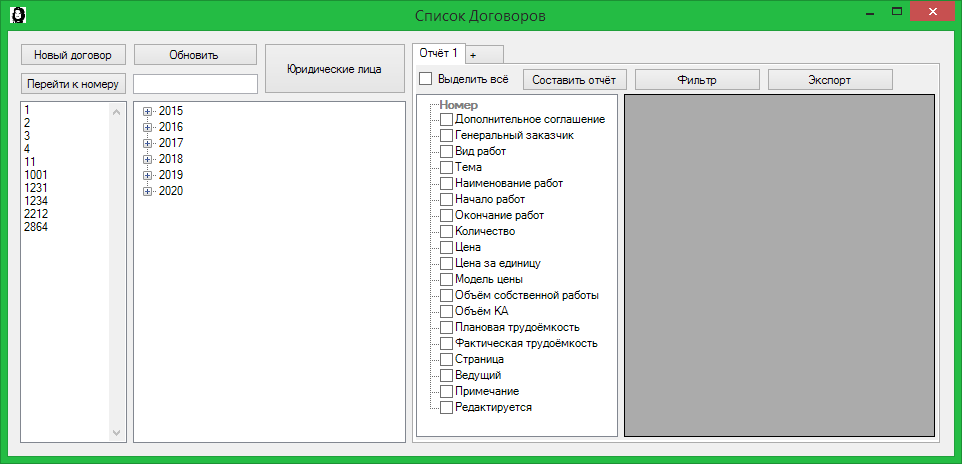 Список Договоров
Новый договор
Обновить
Юридические лица
Перейти к номеру
Отчёт 1
+
Выделить всё
Составить отчёт
Фильтр
Экспорт
1
2
3
4
11
1001
1231
1234
2212
2864
2015
2016
2017
2018
2019
2020
Номер
Дополнительное соглашение
Генеральный заказчик
Вид работ
Тема
Наименование работ
Начало работ
Окончание работ
Количество
Цена
Цена за единицу
Модель цены
Объём собственной работы
Объём КА
Плановая трудоёмкость
Фактическая трудоёмкость
Страница
Ведущий
Примечание
Редактируется